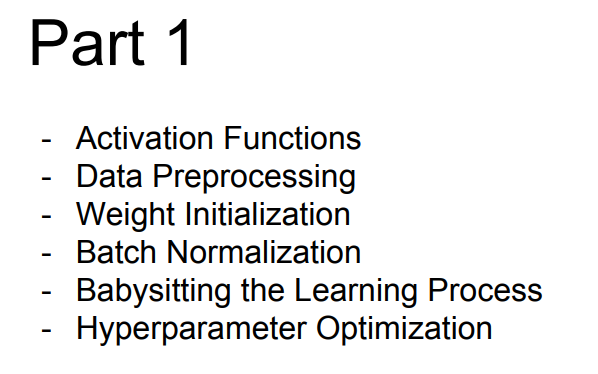 Part 1
- Activation Functions
- Data Preprocessing
- Weight Initialization
- Batch Normalization
- Babysitting the Learning Process
- Hyperparameter Optimization